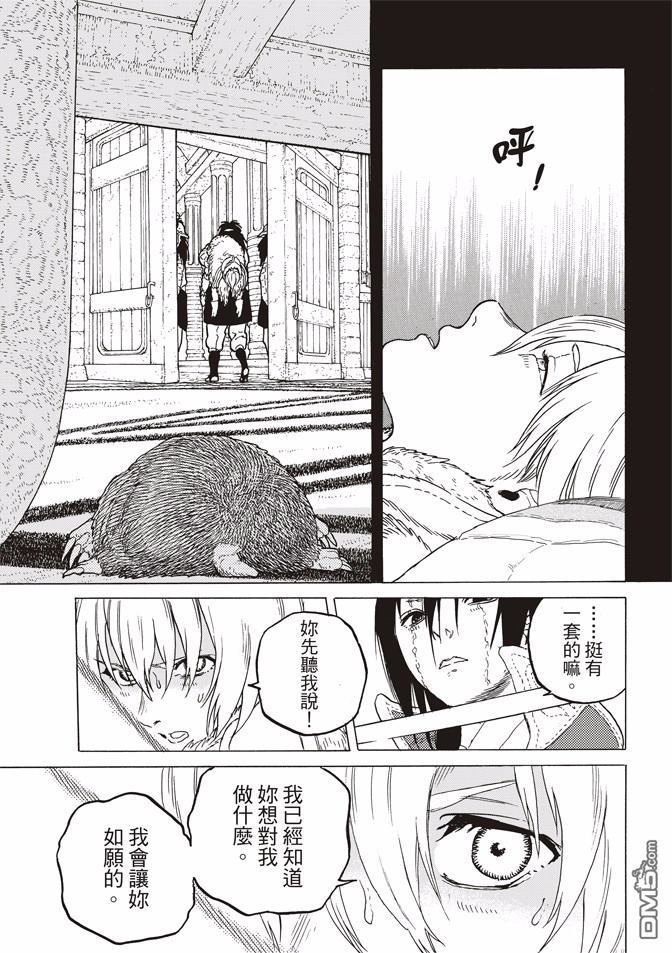 呼！
……挺有
一套的嘛。
妳先聽我說！
我已經知道
妳想對我
做什麼。
我會讓妳
如願的。
DM5.com